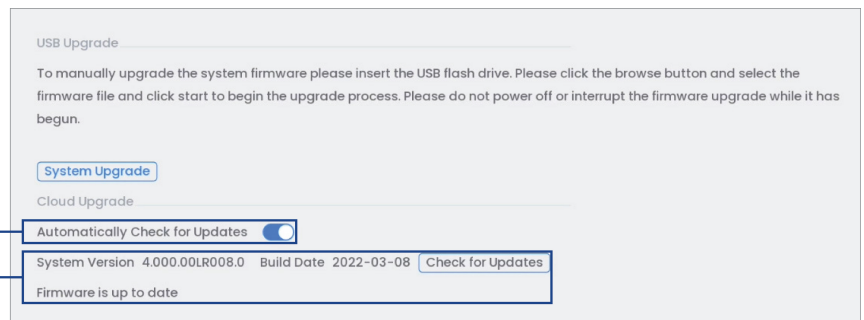 USB Upgrade
To manually upgrade the system firmware please insert the USB flash drive. Please click the browse button and select the
firmware file and click start to begin the upgrade process. Please do not power off or interrupt the firmware upgrade while it has
begun.
System Upgrade
Cloud Upgrade
Automatically Check for Updates
System Version 4.000.00LR008.0 Build Date 2022-03-08 Check for Updates
Firmware is up to date